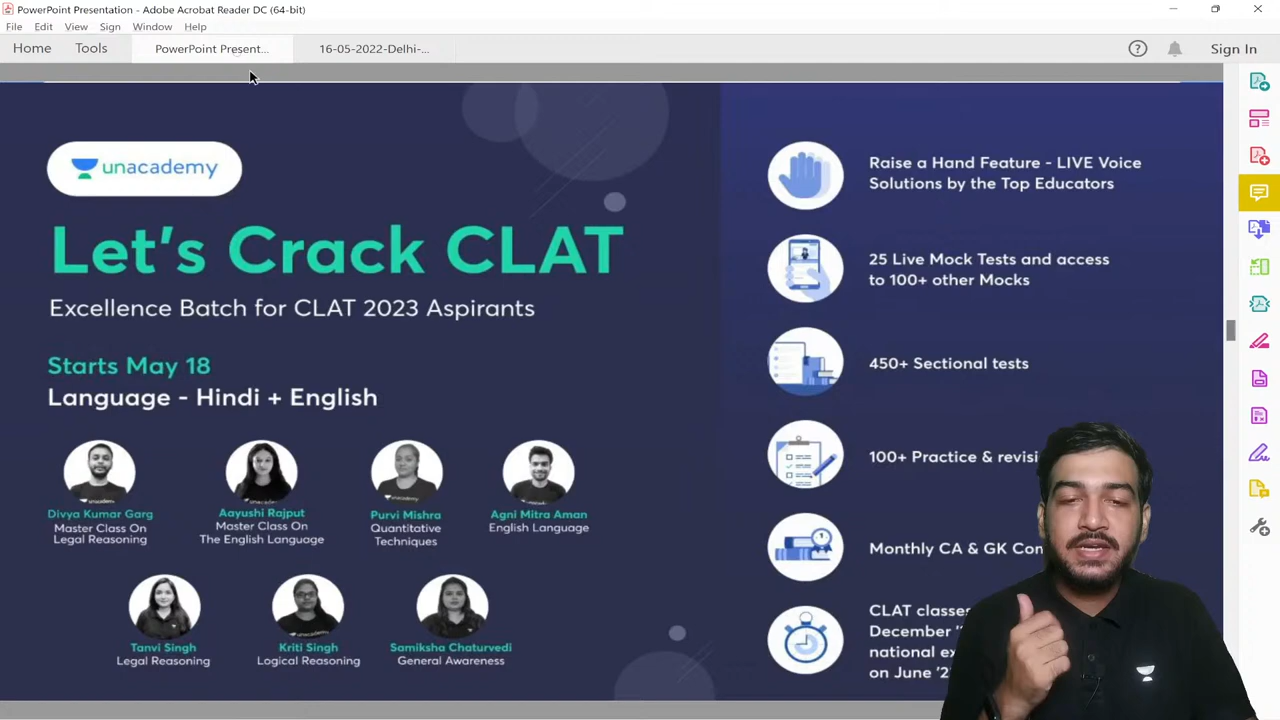 PowerPoint Presentation - Adobe Acrobat Reader DC (64-bit)
File Edit View Sign Window Help
Home Tools PowerPoint Present... 16-05-2022-Delhi-... Sign In
unacademy
Let's Crack CLAT
Excellence Batch for CLAT 2023 Aspirants
Starts May 18
Language - Hindi + English
Divya Kumar Garg
Master Class On
Legal Reasoning
Aayushi Rajput
Master Class On
The English Language
Purvi Mishra
Quantitative
Techniques
Agni Mitra Aman
English Language
Tanvi Singh
Legal Reasoning
Kriti Singh
Logical Reasoning
Samiksha Chaturvedi
General Awareness
Raise a Hand Feature - LIVE Voice
Solutions by the Top Educators
25 Live Mock Tests and access
to 100+ other Mocks
450+ Sectional tests
100+ Practice &
Monthly CA & GK
CLAT classes
December
national
on June